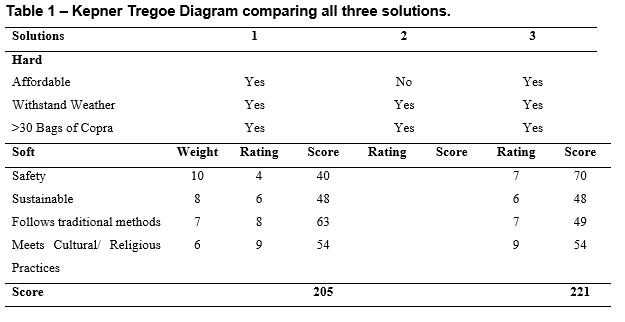 Table 1 – Kepner Tregoe Diagram comparing all three solutions.
Solutions 1 2 3
Hard
Affordable Yes No Yes
Withstand Weather Yes Yes Yes
>30 Bags of Copra Yes Yes Yes
Soft Weight Rating Score Rating Score Rating Score
Safety 10 4 40 7 70
Sustainable 8 6 48 6 48
Follows traditional methods 7 8 63 7 49
Meets Cultural/ Religious 6 9 54 9 54
Practices
Score 205 221